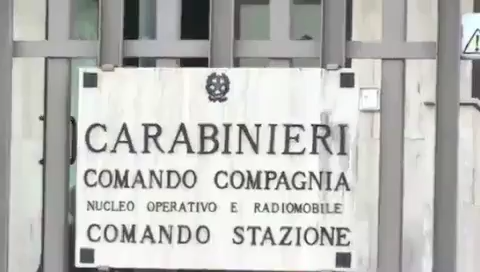 CARABINIERI
COMANDO COMPAGNIA
NUCLEO OPERATIVO E RADIOMOBILE
COMANDO STAZIONE